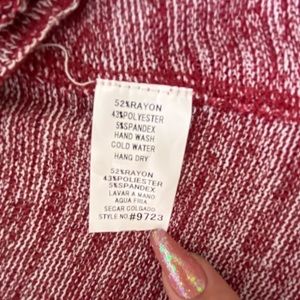 52%RAYON
43%POLYESTER
5%SPANDEX
HAND WASH
COLD WATER
HANG DRY
52%RAYON
43%POLIESTER
5%SPANDEX
LAVAR A MANO
AGUA FRIA
SEGAR COLGADO
STYLE NO.#9723